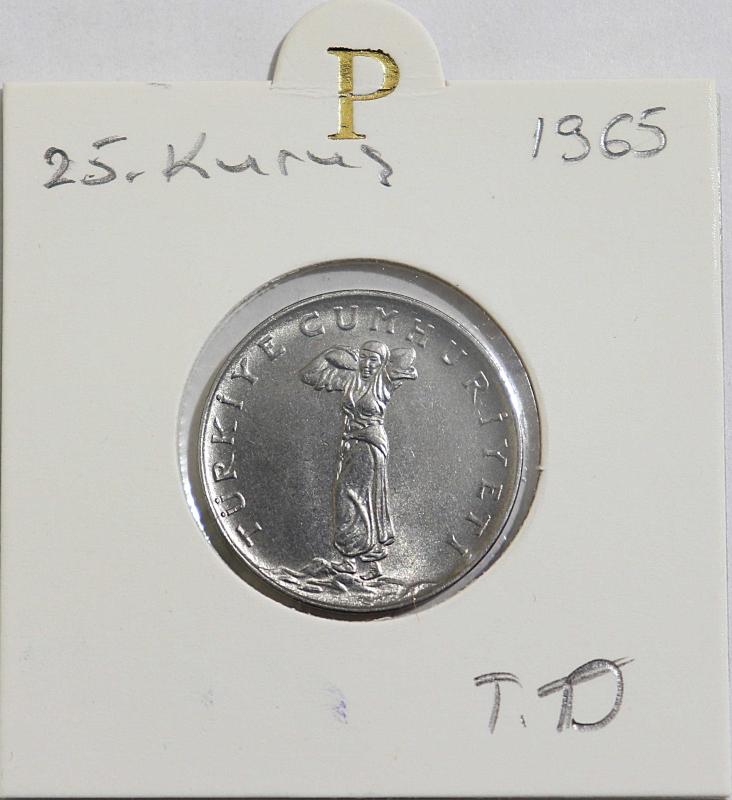 P
25. Kuruş 1965
TÜRKİYE CUMHURİYETİ
T.D